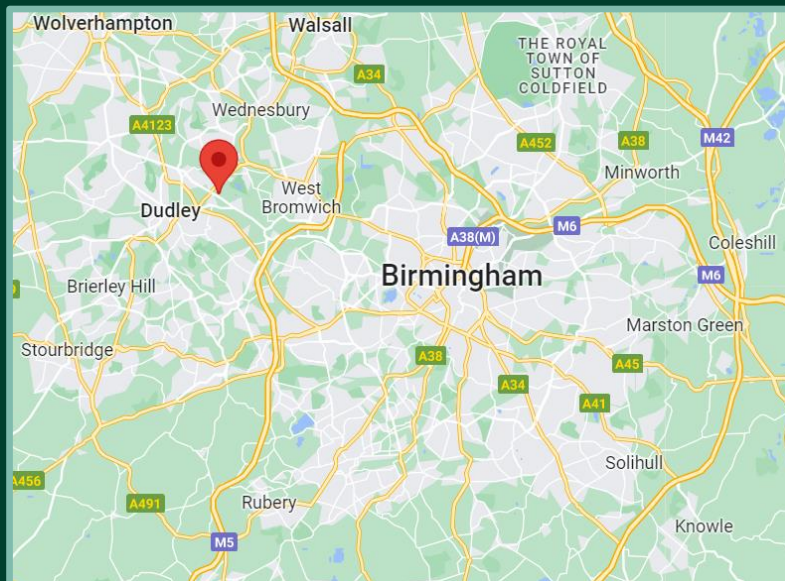 Wolverhampton
Walsall
A34
THE ROYAL
TOWN OF
SUTTON
COLDFIELD
Wednesbury
A4123
A452
A38
M42
Minworth
West
Bromwich
Dudley
A38(M)
M6
Coleshill
Birmingham
M6
Brierley Hill
Marston Green
Stourbridge
A38
A45
A34
A41
Solihull
A456
A491
Rubery
Knowle
M5